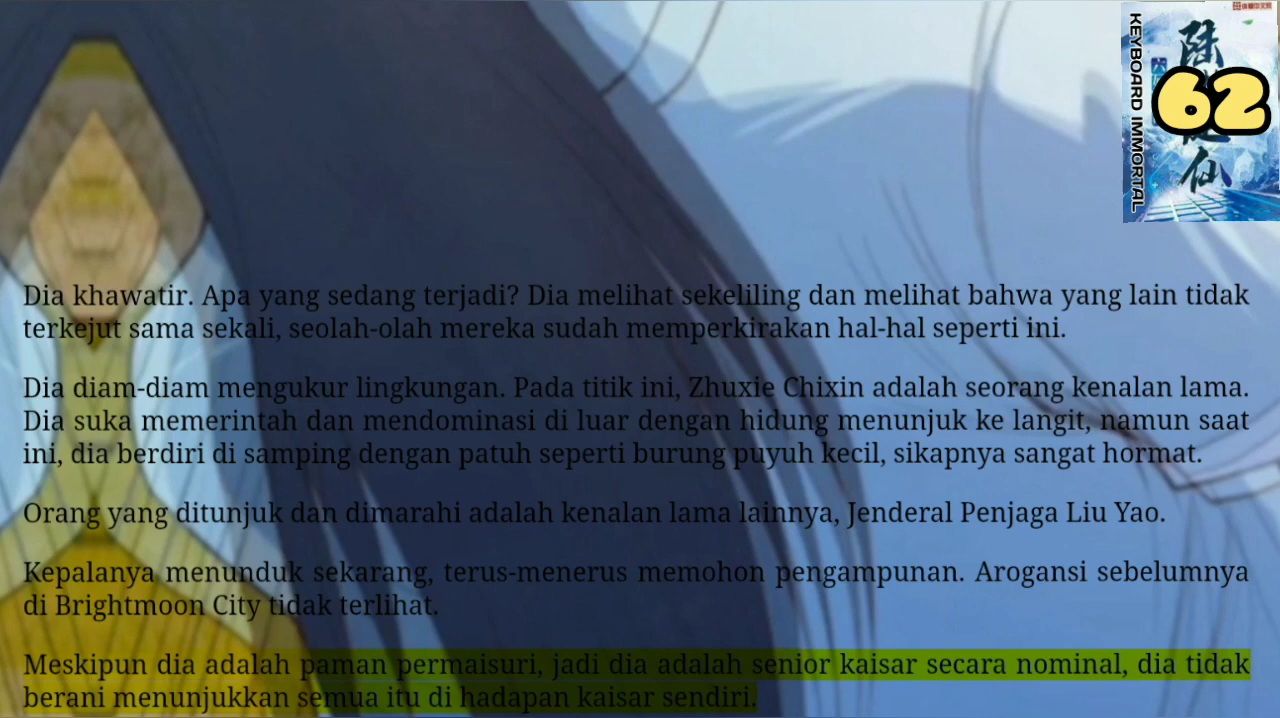 KEYBOARD IMMORTAL
陆
仙
62
Dia khawatir. Apa yang sedang terjadi? Dia melihat sekeliling dan melihat bahwa yang lain tidak
terkejut sama sekali, seolah-olah mereka sudah memperkirakan hal-hal seperti ini.
Dia diam-diam mengukur lingkungan. Pada titik ini, Zhuxie Chixin adalah seorang kenalan lama.
Dia suka memerintah dan mendominasi di luar dengan hidung menunjuk ke langit, namun saat
ini, dia berdiri di samping dengan patuh seperti burung puyuh kecil, sikapnya sangat hormat.
Orang yang ditunjuk dan dimarahi adalah kenalan lama lainnya, Jenderal Penjaga Liu Yao.
Kepalanya menunduk sekarang, terus-menerus memohon pengampunan. Arogansi sebelumnya
di Brightmoon City tidak terlihat.
Meskipun dia adalah paman permaisuri, jadi dia adalah senior kaisar secara nominal, dia tidak
berani menunjukkan semua itu di hadapan kaisar sendiri.